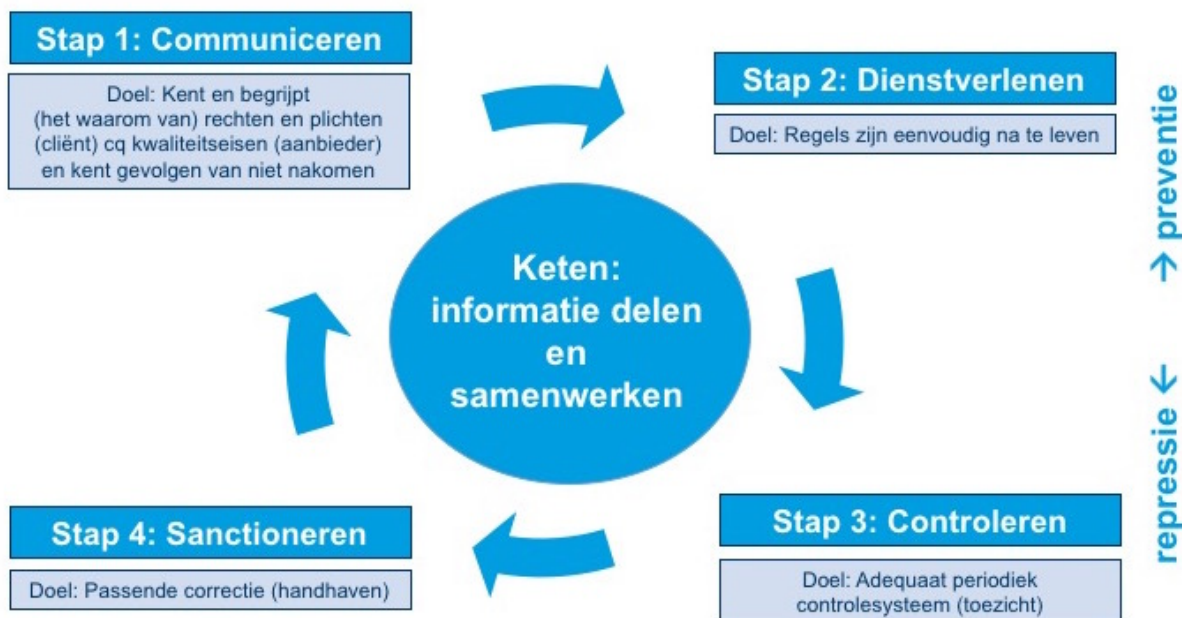 Stap 1: Communiceren
Doel: Kent en begrijpt
(het waarom van) rechten en plichten
(cliënt) cq kwaliteitseisen (aanbieder)
en kent gevolgen van niet nakomen
Stap 2: Dienstverlenen
Doel: Regels zijn eenvoudig na te leven
→ preventie
Keten:
informatie delen
en
samenwerken
repressie ←
Stap 4: Sanctioneren
Doel: Passende correctie (handhaven)
Stap 3: Controleren
Doel: Adequaat periodiek
controlesysteem (toezicht)